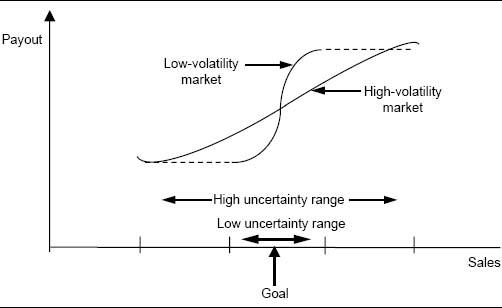 Payout
Low-volatility
market
High-volatility
market
High uncertainty range
Low uncertainty range
Sales
Goal